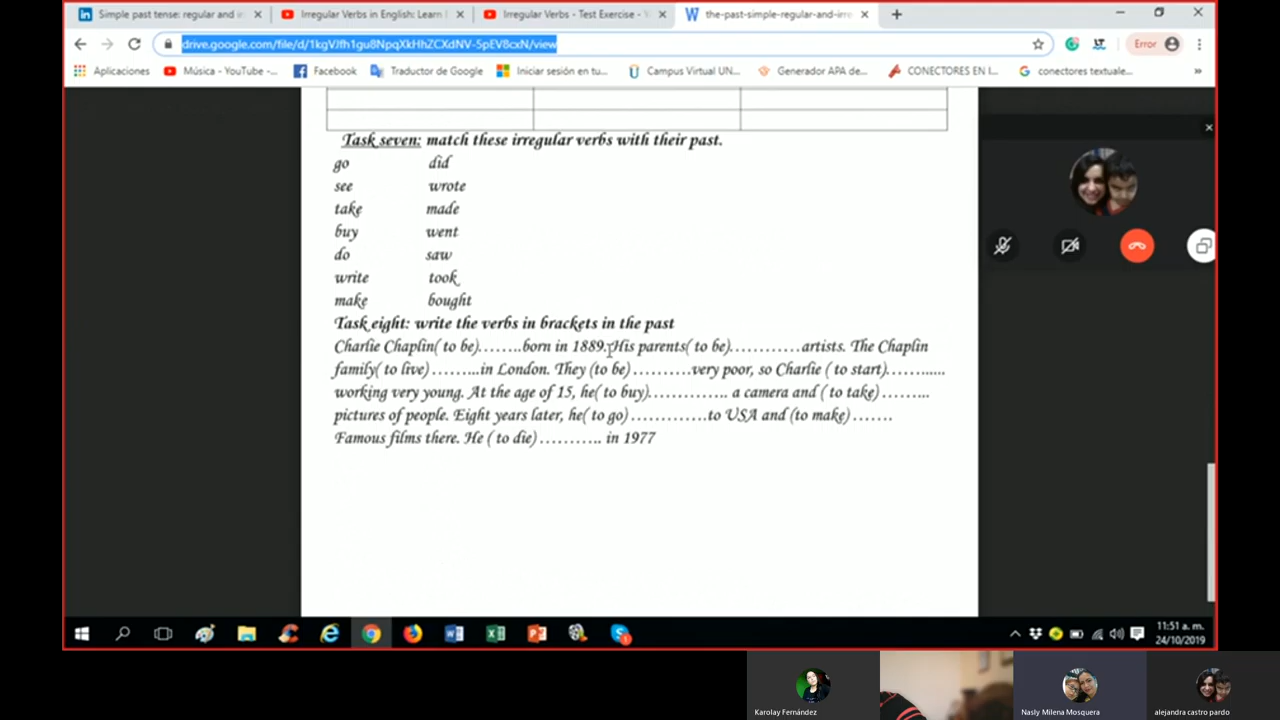 Simple past tense: regular and ir
Irregular Verbs in English: Learn I
Irregular Verbs - Test Exercise - Y
the-past-simple-regular-and-irre
drive.google.com/file/d/1kgVJfh1gu8NpqXkHhZCXdNV-5pEV8cxN/view
Error
Aplicaciones
Música - YouTube -...
Facebook
Traductor de Google
Iniciar sesión en tu...
Campus Virtual UN...
Generador APA de...
CONECTORES EN I...
conectores textuale...
Task seven: match these irregular verbs with their past.
go did
see wrote
take made
buy went
do saw
write took
make bought
Task eight: write the verbs in brackets in the past
Charlie Chaplin( to be)........born in 1889. His parents( to be)............artists. The Chaplin
family( to live) .........in London. They (to be) ..........very poor, so Charlie ( to start)............
working very young. At the age of 15, he( to buy).............. a camera and ( to take) .........
pictures of people. Eight years later, he( to go) .............to USA and (to make) .......
Famous films there. He ( to die) ........... in 1977
11:51 a. m.
24/10/2019
Karolay Fernández
Nasly Milena Mosquera
alejandra castro pardo